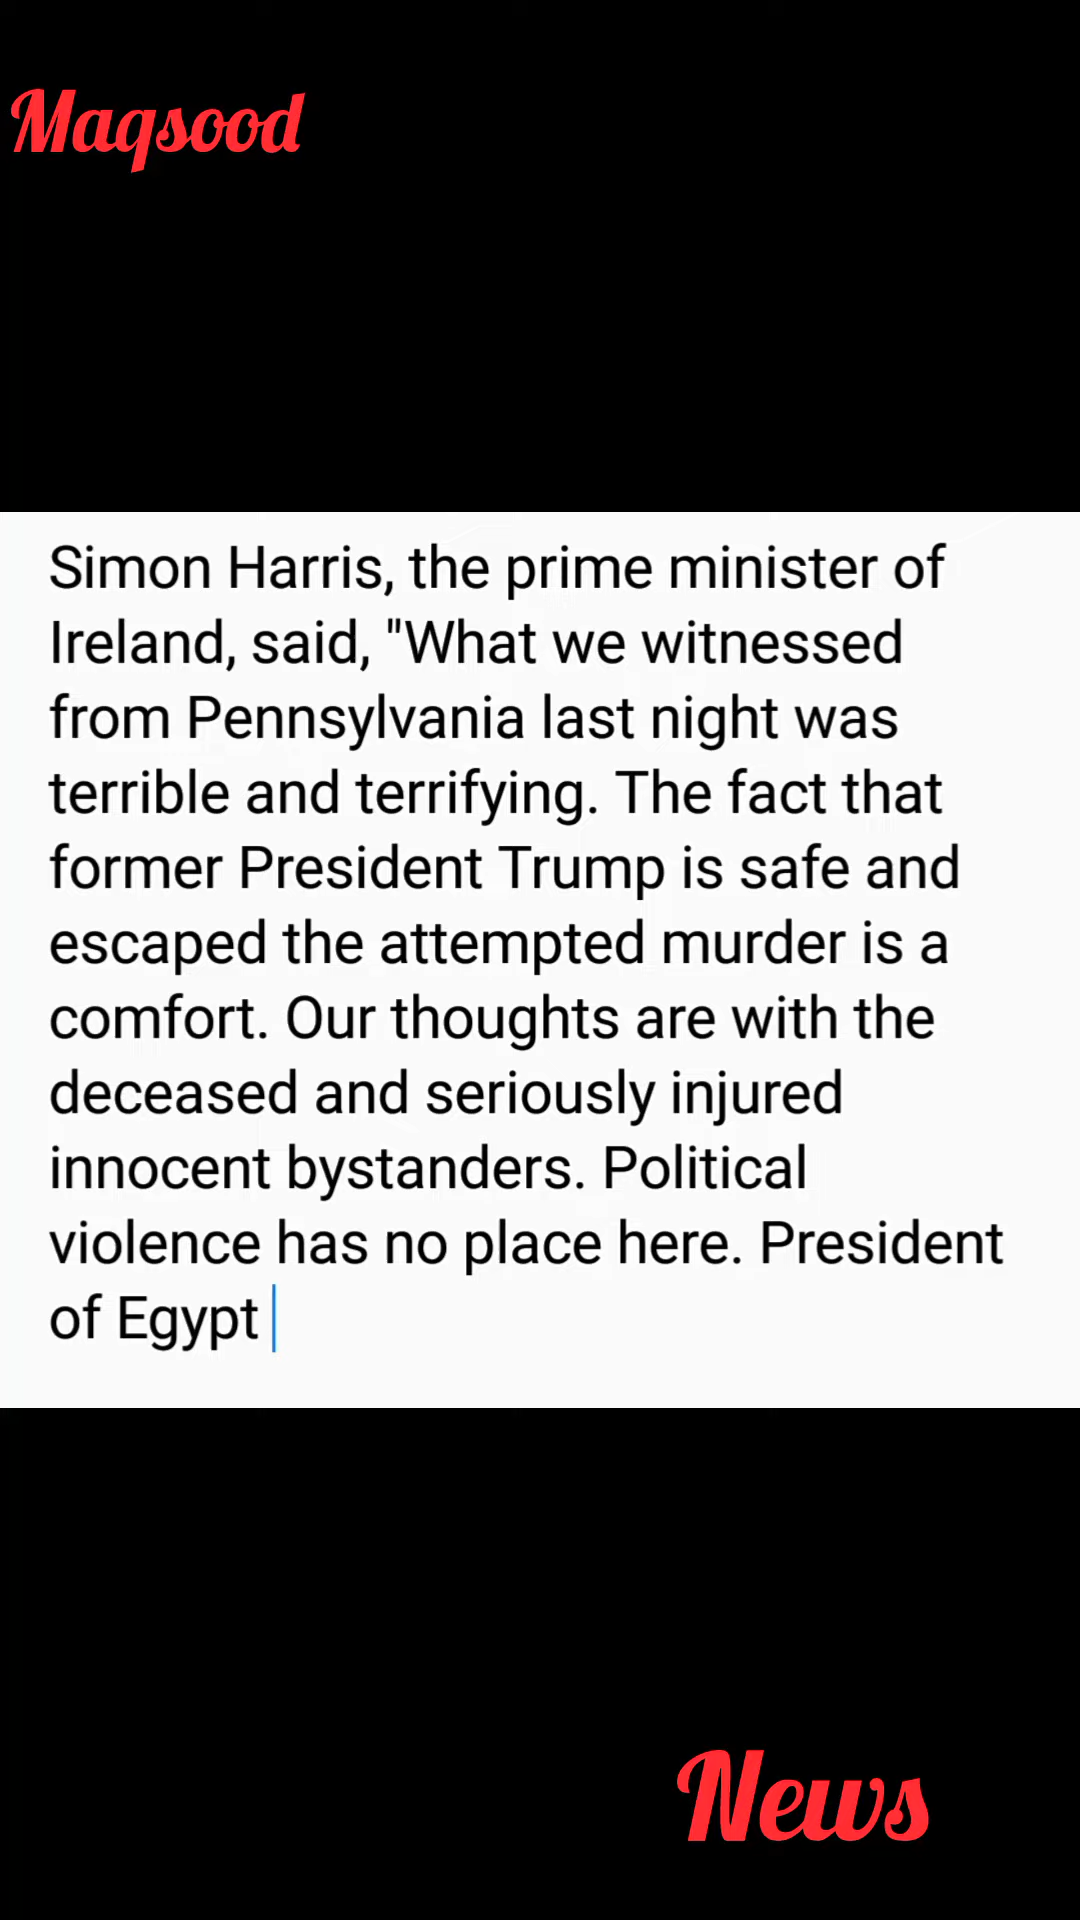 Maqsood
Simon Harris, the prime minister of
Ireland, said, "What we witnessed
from Pennsylvania last night was
terrible and terrifying. The fact that
former President Trump is safe and
escaped the attempted murder is a
comfort. Our thoughts are with the
deceased and seriously injured
innocent bystanders. Political
violence has no place here. President
of Egypt
News